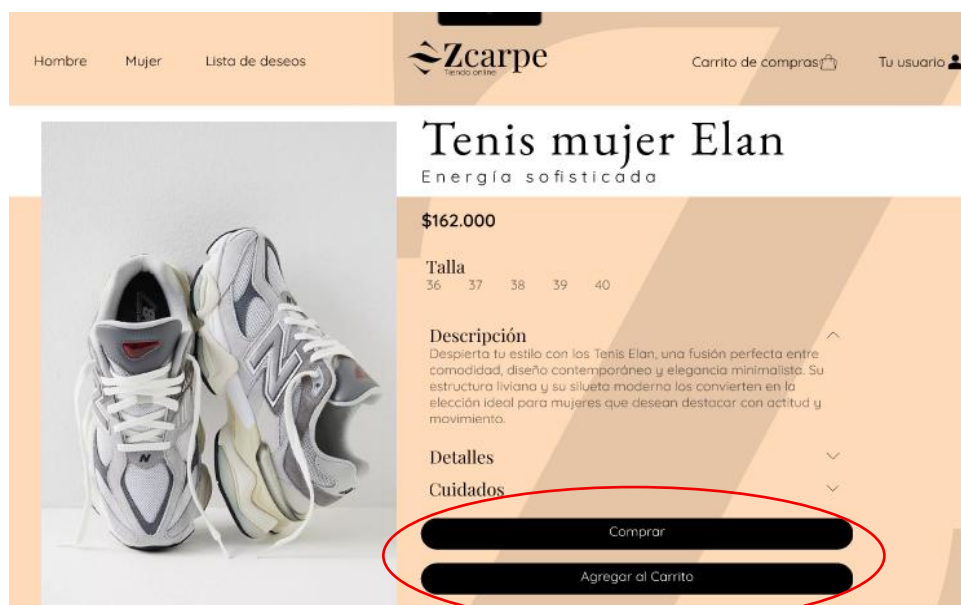 Hombre Mujer Lista de deseos
Zcarpe
Tienda online
Carrito de compras
Tu usuario
Tenis mujer Elan
Energía sofisticada
$162.000
Talla
36 37 38 39 40
Descripción
Despierta tu estilo con los Tenis Elan, una fusión perfecta entre
comodidad, diseño contemporáneo y elegancia minimalista. Su
estructura liviana y su silueta moderna los convierten en la
elección ideal para mujeres que desean destacar con actitud y
movimiento.
Detalles
Cuidados
Comprar
Agregar al Carrito
N